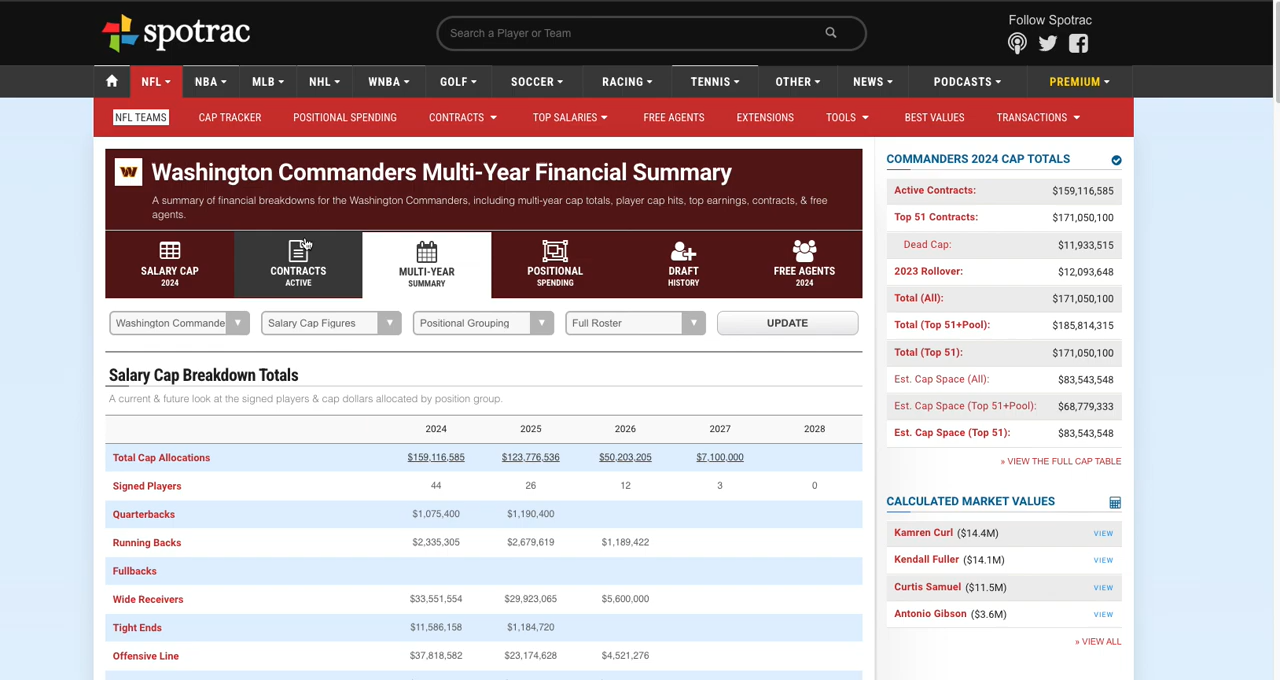 spotrac
Search a Player or Team
Follow Spotrac
NFL NBA MLB NHL WNBA GOLF SOCCER RACING TENNIS OTHER NEWS PODCASTS PREMIUM
NFL TEAMS CAP TRACKER POSITIONAL SPENDING CONTRACTS TOP SALARIES FREE AGENTS EXTENSIONS TOOLS BEST VALUES TRANSACTIONS
W Washington Commanders Multi-Year Financial Summary
A summary of financial breakdowns for the Washington Commanders, including multi-year cap totals, player cap hits, top earnings, contracts, & free
agents.
SALARY CAP CONTRACTS MULTI-YEAR POSITIONAL DRAFT FREE AGENTS
2024 ACTIVE SUMMARY SPENDING HISTORY 2024
Washington Commande Salary Cap Figures Positional Grouping Full Roster UPDATE
Salary Cap Breakdown Totals
A current & future look at the signed players & cap dollars allocated by position group.
2024 2025 2026 2027 2028
Total Cap Allocations $159,116,585 $123,776,536 $50,203,205 $7,100,000
Signed Players 44 26 12 3 0
Quarterbacks $1,075,400 $1,190,400
Running Backs $2,335,305 $2,679,619 $1,189,422
Fullbacks
Wide Receivers $33,551,554 $29,923,065 $5,600,000
Tight Ends $11,586,158 $1,184,720
Offensive Line $37,818,582 $23,174,628 $4,521,276
COMMANDERS 2024 CAP TOTALS
Active Contracts: $159,116,585
Top 51 Contracts: $171,050,100
Dead Cap: $11,933,515
2023 Rollover: $12,093,648
Total (All): $171,050,100
Total (Top 51+Pool): $185,814,315
Total (Top 51): $171,050,100
Est. Cap Space (All): $83,543,548
Est. Cap Space (Top 51+Pool): $68,779,333
Est. Cap Space (Top 51): $83,543,548
» VIEW THE FULL CAP TABLE
CALCULATED MARKET VALUES
Kamren Curl ($14.4M) VIEW
Kendall Fuller ($14.1M) VIEW
Curtis Samuel ($11.5M) VIEW
Antonio Gibson ($3.6M) VIEW
» VIEW ALL